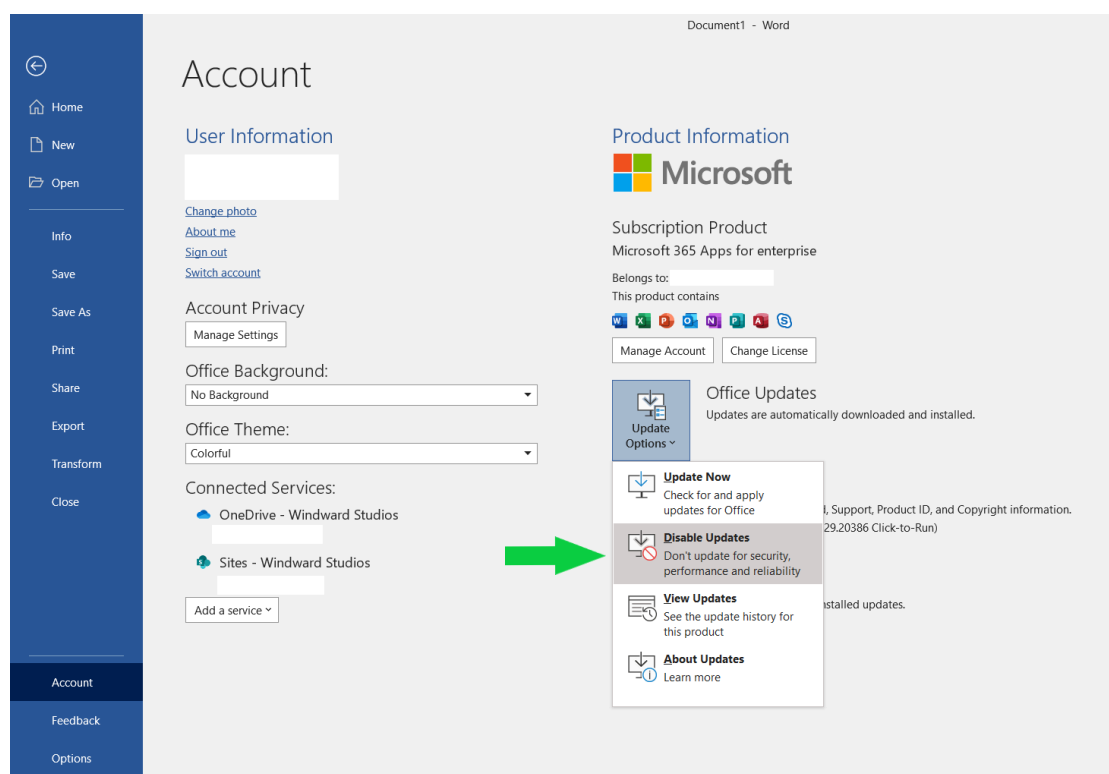 Document1 - Word
Account
Home
New
Open
Info
Save
Save As
Print
Share
Export
Transform
Close
Account
Feedback
Options
User Information
Change photo
About me
Sign out
Switch account
Account Privacy
Manage Settings
Office Background:
No Background
Office Theme:
Colorful
Connected Services:
OneDrive - Windward Studios
Sites - Windward Studios
Add a service
Product Information
Microsoft
Subscription Product
Microsoft 365 Apps for enterprise
Belongs to:
This product contains
Manage Account
Change License
Update
Options
Office Updates
Updates are automatically downloaded and installed.
Update Now
Check for and apply
updates for Office
Disable Updates
Don't update for security,
performance and reliability
View Updates
See the update history for
this product
About Updates
Learn more
, Support, Product ID, and Copyright information.
29.20386 Click-to-Run)
updates.